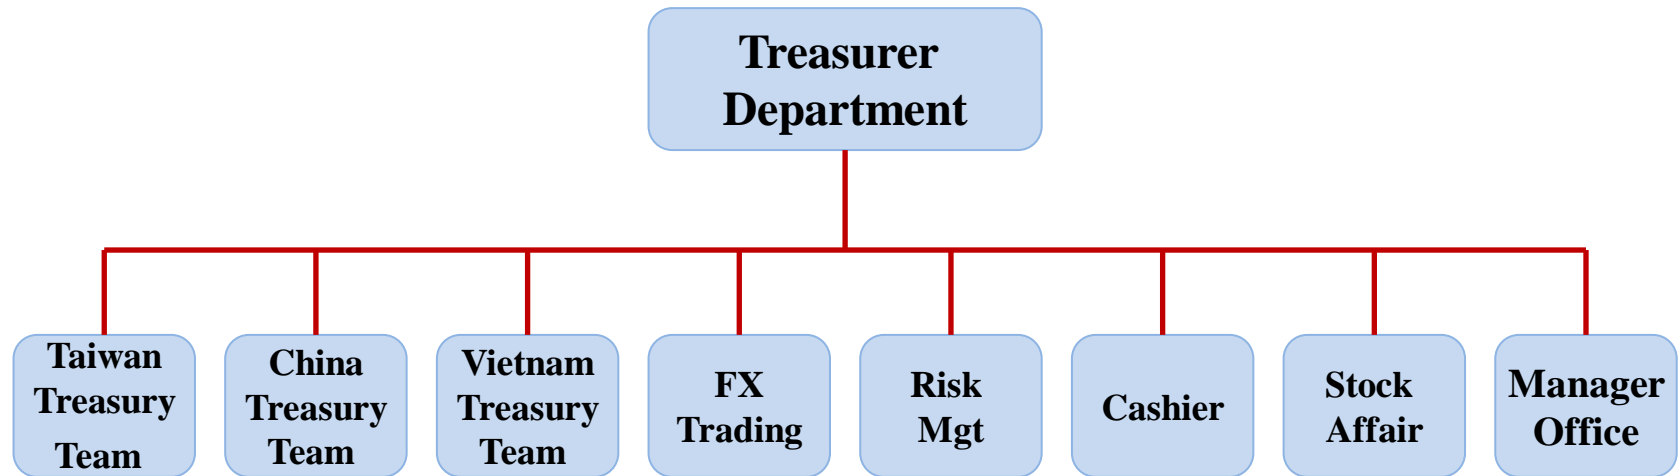 Treasurer
Department
Taiwan
Treasury
Team
China
Treasury
Team
Vietnam
Treasury
Team
FX
Trading
Risk
Mgt
Cashier
Stock
Affair
Manager
Office